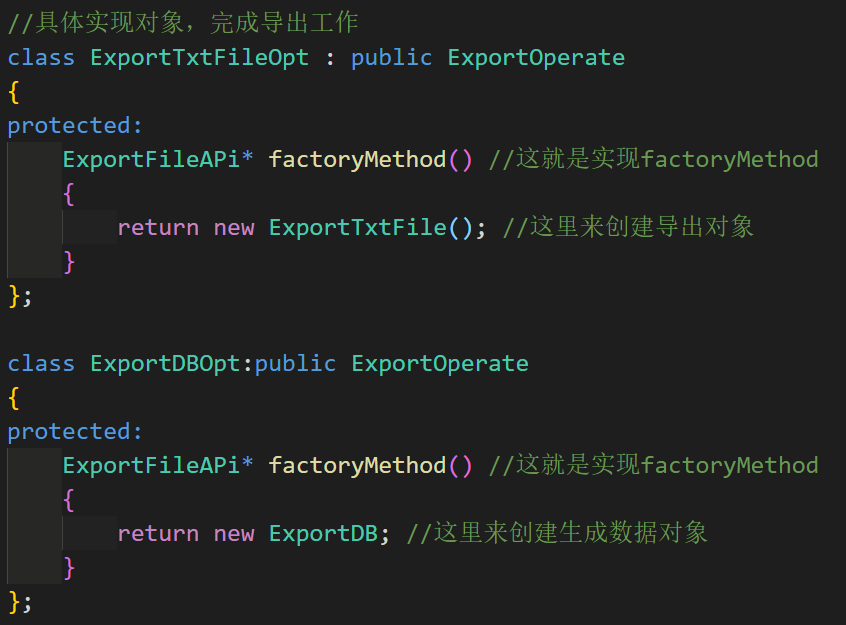 //具体实现对象，完成导出工作
class ExportTxtFileOpt : public ExportOperate
{
protected:
    ExportFileAPi* factoryMethod() //这就是实现factoryMethod
    {
        return new ExportTxtFile(); //这里来创建导出对象
    }
};

class ExportDBOpt:public ExportOperate
{
protected:
    ExportFileAPi* factoryMethod() //这就是实现factoryMethod
    {
        return new ExportDB; //这里来创建生成数据对象
    }
};